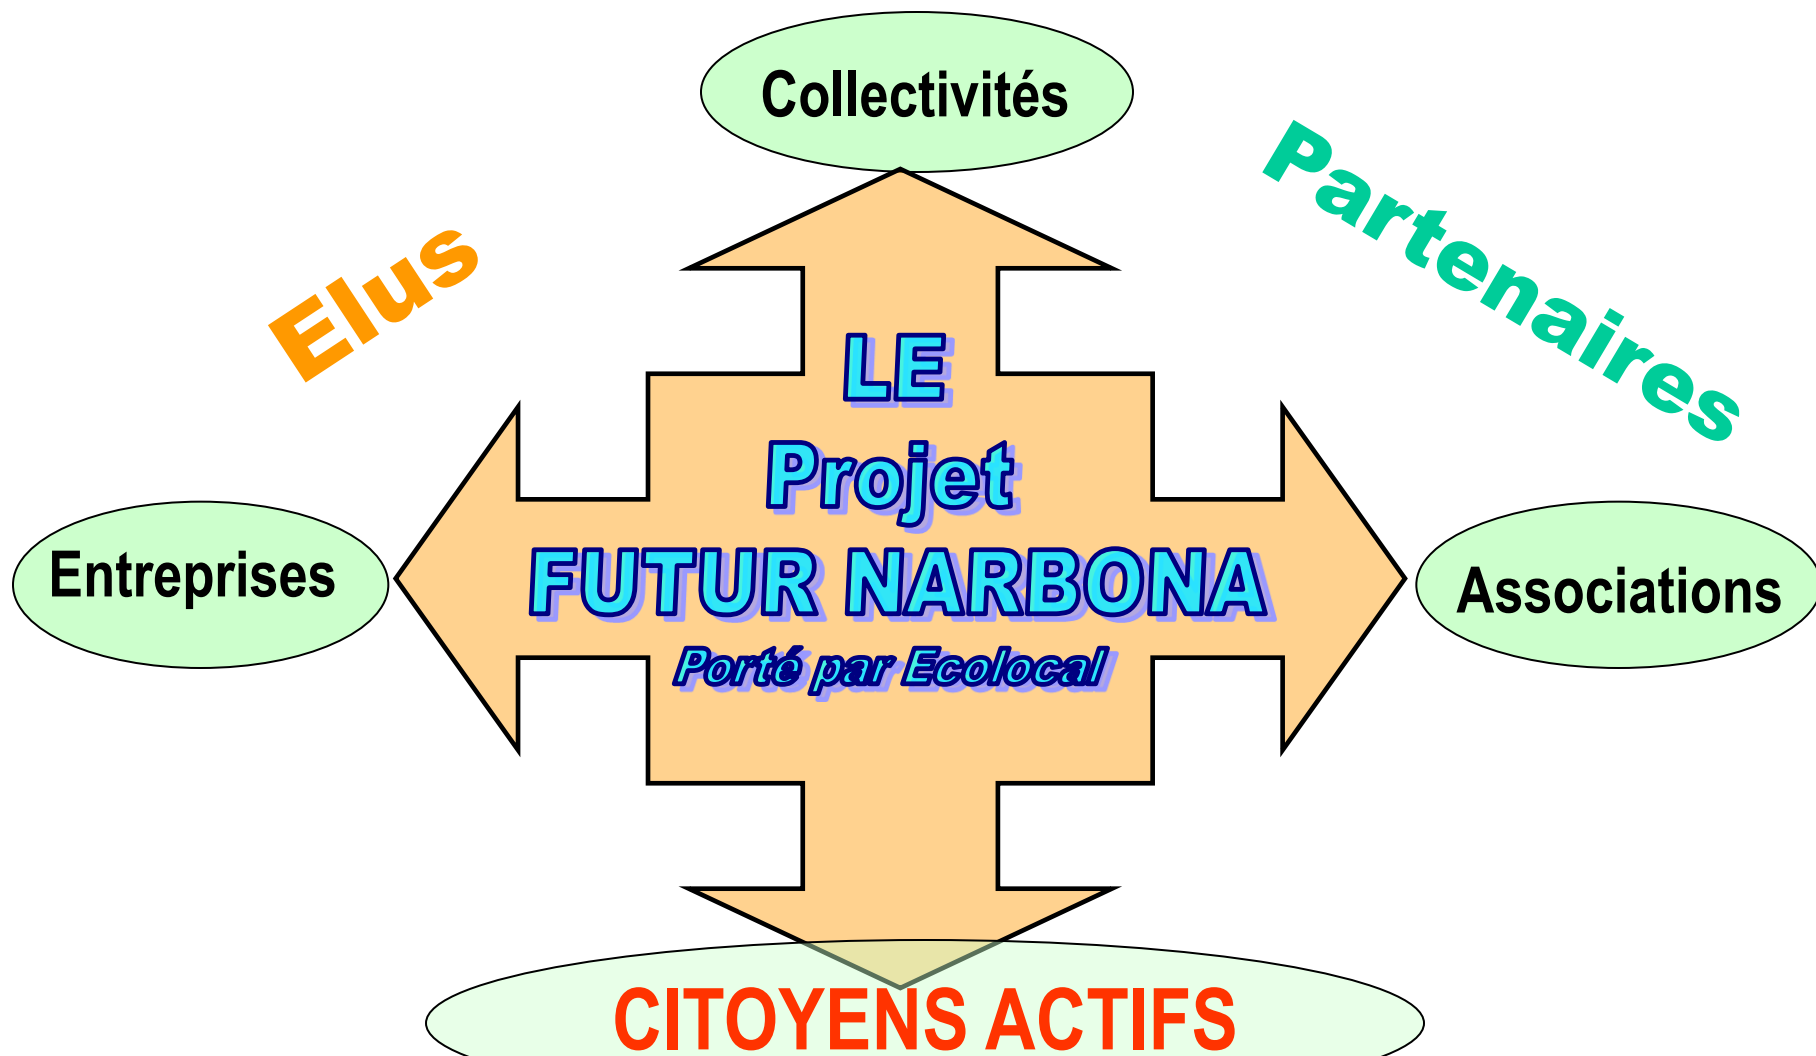 Collectivités
Partenaires
Elus
LE
Projet
FUTUR NARBONA
Porté par Ecolocal
Entreprises
Associations
CITOYENS ACTIFS